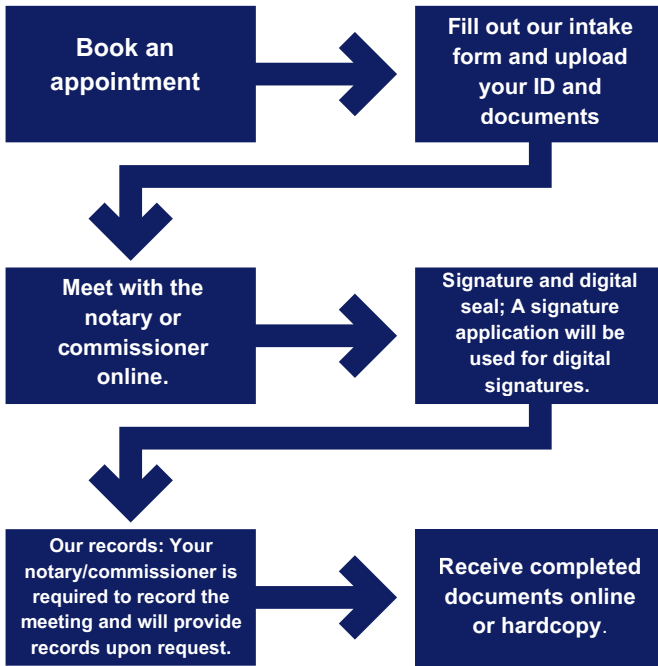 Book an
appointment
Fill out our intake
form and upload
your ID and
documents
Meet with the
notary or
commissioner
online.
Signature and digital
seal; A signature
application will be
used for digital
signatures.
Our records: Your
notary/commissioner is
required to record the
meeting and will provide
records upon request.
Receive completed
documents online
or hardcopy.